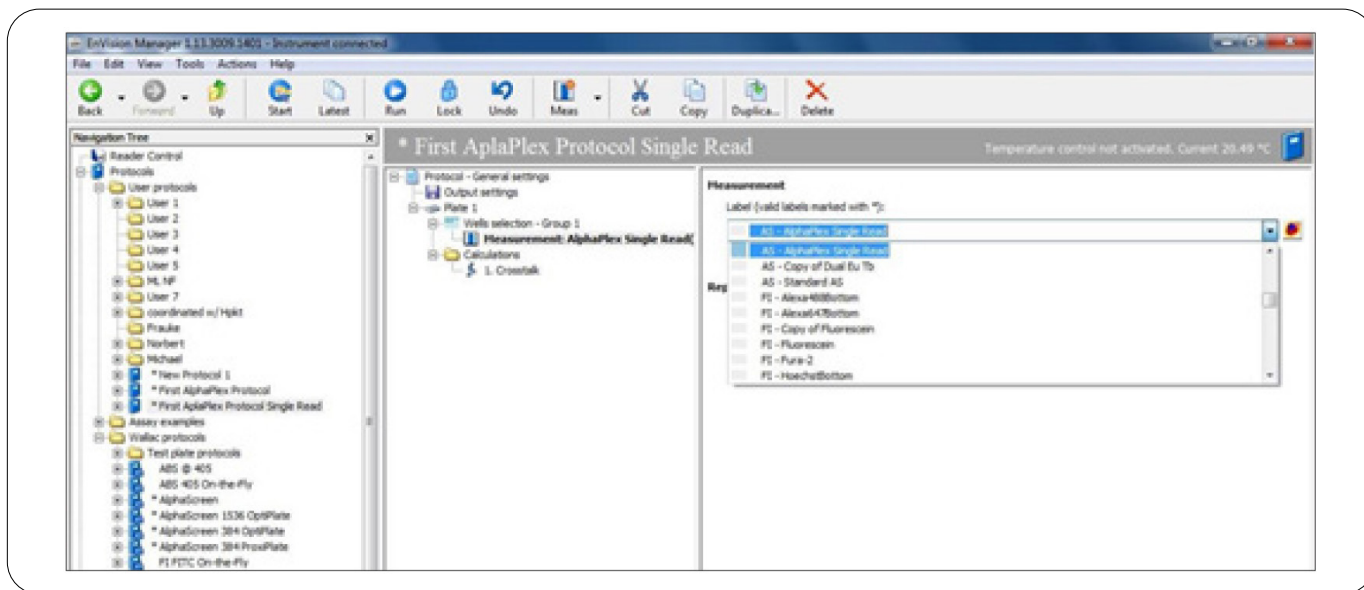 EnVision Manager 1.13.3009.1401 - Instrument connected
File Edit View Tools Actions Help
Back Forward Up Start Latest Run Lock Undo Meas Cut Copy Duplica... Delete
Navigation Tree
Reader Control
Protocols
User protocols
User 1
User 2
User 3
User 4
User 5
ML NF
User 7
coordinated w/ Hpkt
Frauke
Norbert
Michael
* New Protocol 1
* First AlphaPlex Protocol
* First AplaPlex Protocol Single Read
Assay examples
Wallac protocols
Test plate protocols
ABS @ 405
ABS 405 On-the-Fly
* AlphaScreen
* AlphaScreen 1536 OptiPlate
* AlphaScreen 384 OptiPlate
* AlphaScreen 384 ProxiPlate
FI FITC On-the-Fly
* First AplaPlex Protocol Single Read
Temperature control not activated. Current 20.49 °C
Protocol - General settings
Output settings
Plate 1
Wells selection - Group 1
Measurement: AlphaPlex Single Read(
Calculations
1. Crosstalk
Measurement
Label (valid labels marked with *):
AS - AlphaPlex Single Read
AS - AlphaPlex Single Read
AS - Copy of Dual Eu Tb
AS - Standard AS
Rep
FI - Alexa488Bottom
FI - Alexa647Bottom
FI - Copy of Fluorescein
FI - Fluorescein
FI - Fura-2
FI - HoechstBottom